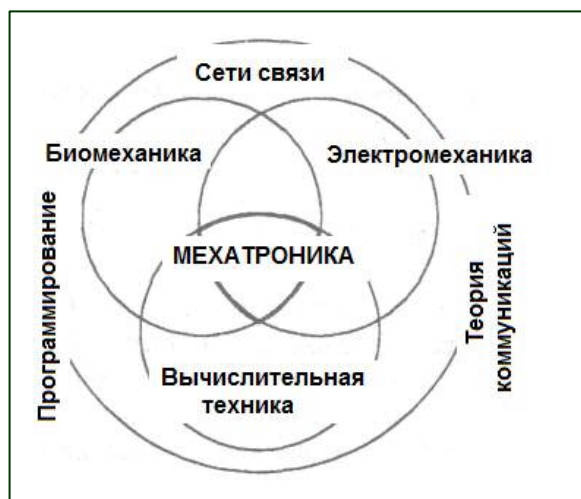 Сети связи
Биомеханика
Электромеханика
Программирование
МЕХАТРОНИКА
Теория
коммуникаций
Вычислительная
техника